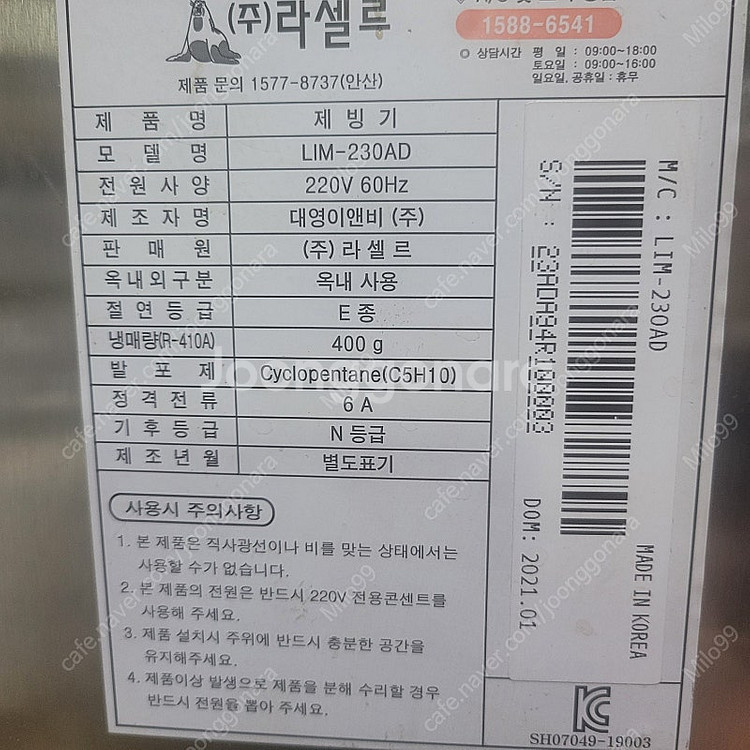 (주)라셀르
제품 문의 1577-8737(안산)
1588-6541
상담시간 평 일 : 09:00~18:00
토요일 : 09:00~16:00
일요일, 공휴일 : 휴무
제 품 명 제 빙 기
모 델 명 LIM-230AD
전 원 사 양 220V 60Hz
제 조 자 명 대영이앤비 (주)
판 매 원 (주) 라 셀 르
옥 내 외 구 분 옥내 사용
절 연 등 급 E 종
냉매량(R-410A) 400 g
발 포 제 Cyclopentane(C5H10)
정 격 전 류 6 A
기 후 등 급 N 등급
제 조 년 월 별도표기
사용시 주의사항
1. 본 제품은 직사광선이나 비를 맞는 상태에서는
사용할 수가 없습니다.
2. 본 제품의 전원은 반드시 220V 전용콘센트를
사용해 주세요.
3. 제품 설치시 주위에 반드시 충분한 공간을
유지해주세요.
4. 제품이상 발생으로 제품을 분해 수리할 경우
반드시 전원을 뽑아 주세요.
M/C : LIM-230AD
S/N : 23ADA94R100003
DOM: 2021.01
MADE IN KOREA
SH07049-19003
Joonggonara
cafe.naver.com/joonggonara
Milo99